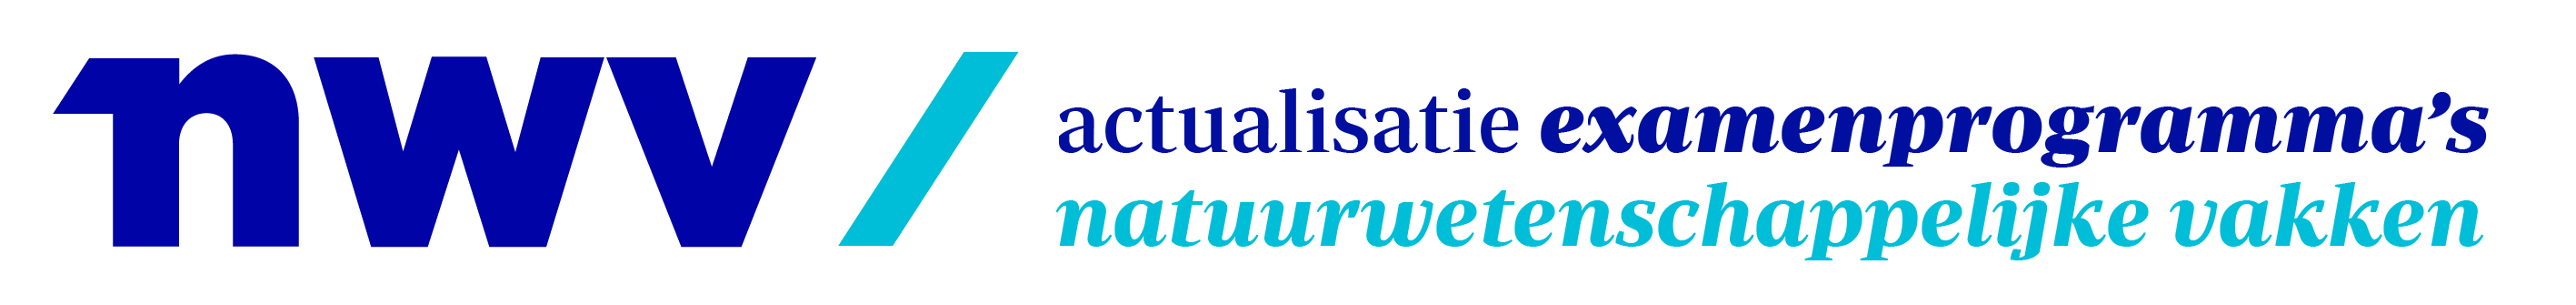 nwv/
actualisatie examenprogramma’s
natuurwetenschappelijke vakken